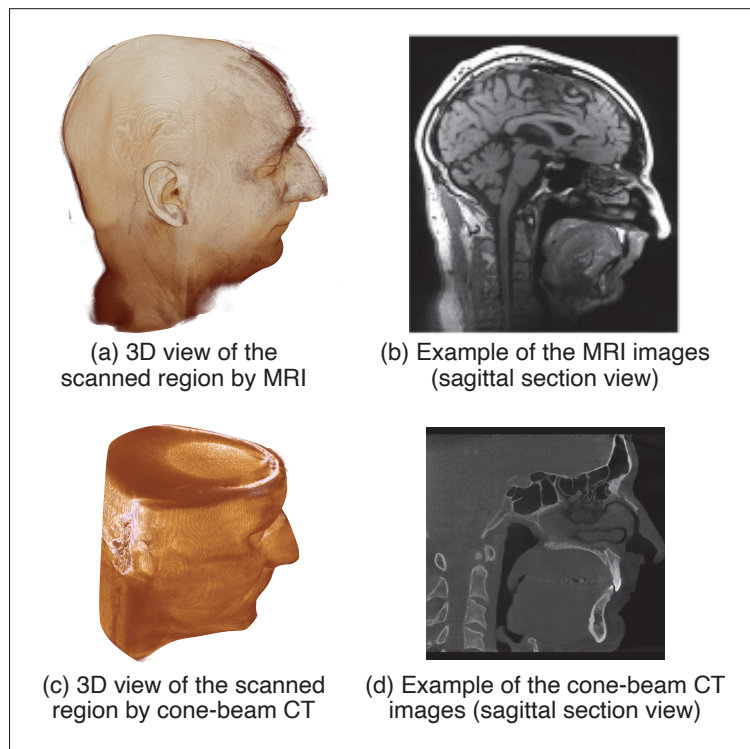 (a) 3D view of the
scanned region by MRI
(b) Example of the MRI images
(sagittal section view)
(c) 3D view of the scanned
region by cone-beam CT
(d) Example of the cone-beam CT
images (sagittal section view)